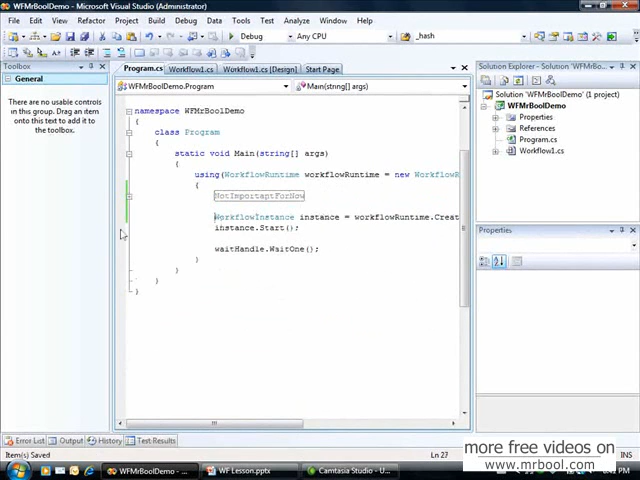 WFMrBoolDemo - Microsoft Visual Studio (Administrator)
File Edit View Refactor Project Build Debug Data Tools Test Analyze Window Help
Debug Any CPU _hash
Toolbox
General
There are no usable controls
in this group. Drag an item
onto this text to add it to
the toolbox.
Program.cs Workflow1.cs Workflow1.cs [Design] Start Page
WFMrBoolDemo.Program Main(string[] args)
namespace WFMrBoolDemo
{
class Program
{
static void Main(string[] args)
{
using(WorkflowRuntime workflowRuntime = new WorkflowR
{
NotImportantForNow
WorkflowInstance instance = workflowRuntime.Creat
instance.Start();
waitHandle.WaitOne();
}
}
}
}
Solution Explorer - Solution 'WFMrBo...
Solution 'WFMrBoolDemo' (1 project)
WFMrBoolDemo
Properties
References
Program.cs
Workflow1.cs
Properties
Error List Output History Test Results
Item(s) Saved Ln 27 INS
WFMrBoolDemo - ... WF Lesson.pptx Camtasia Studio - U...
more free videos on
www.mrbool.com